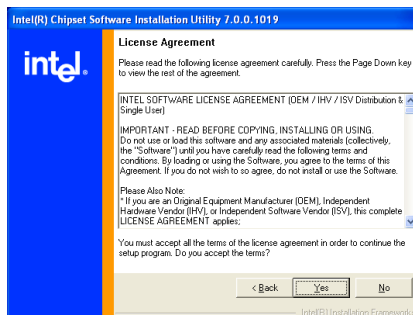 Intel(R) Chipset Software Installation Utility 7.0.0.1019
intel.
License Agreement
Please read the following license agreement carefully. Press the Page Down key
to view the rest of the agreement.
INTEL SOFTWARE LICENSE AGREEMENT (OEM / IHV / ISV Distribution &
Single User)
IMPORTANT - READ BEFORE COPYING, INSTALLING OR USING.
Do not use or load this software and any associated materials (collectively,
the "Software") until you have carefully read the following terms and
conditions. By loading or using the Software, you agree to the terms of this
Agreement. If you do not wish to so agree, do not install or use the Software.
Please Also Note:
* If you are an Original Equipment Manufacturer (OEM), Independent
Hardware Vendor (IHV), or Independent Software Vendor (ISV), this complete
LICENSE AGREEMENT applies;
You must accept all the terms of the license agreement in order to continue the
setup program. Do you accept the terms?
< Back Yes No
Intel(R) Installation Framework